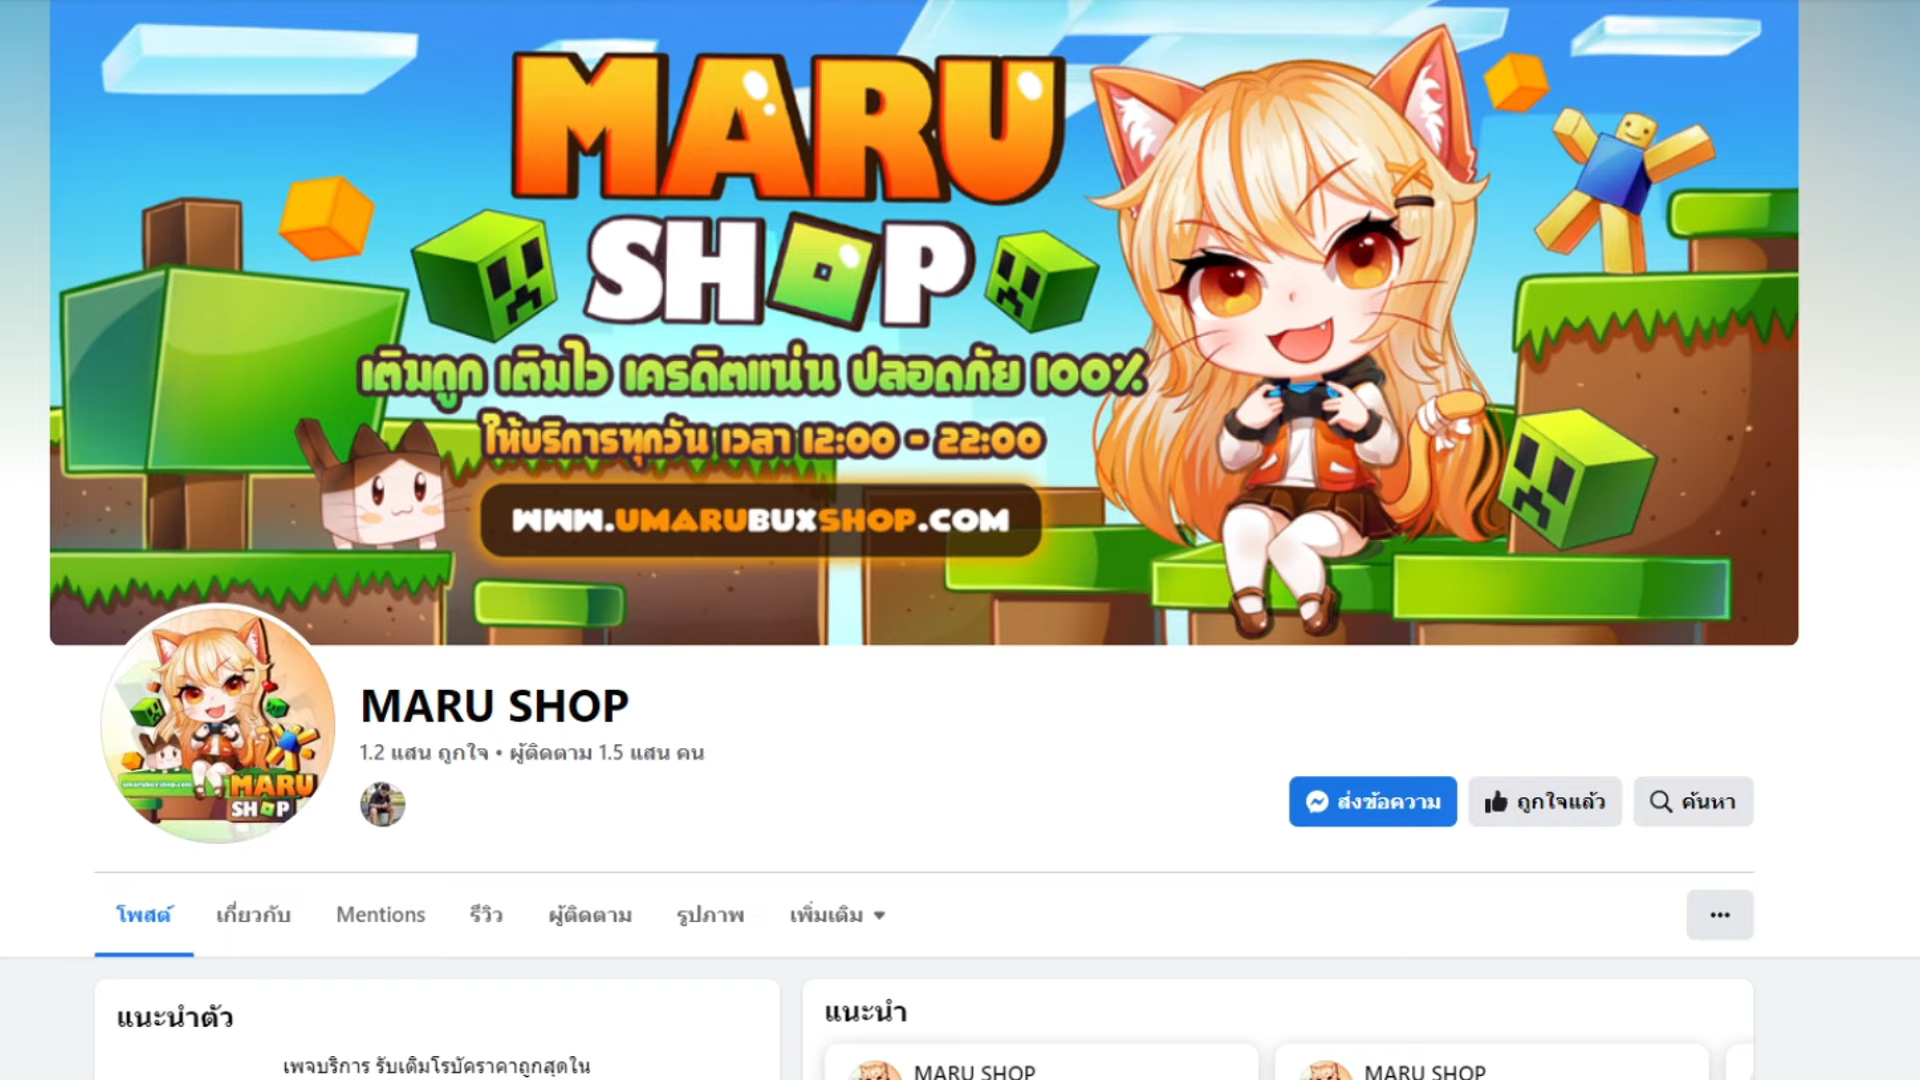 MARU
SHOP
เติมถูก เติมไว เครดิตแน่น ปลอดภัย 100%
ให้บริการทุกวัน เวลา 12:00 - 22:00
WWW.UMARUBUXSHOP.COM
MARU
SHOP
MARU SHOP
1.2 แสน ถูกใจ • ผู้ติดตาม 1.5 แสน คน
ส่งข้อความ
ถูกใจแล้ว
ค้นหา
โพสต์
เกี่ยวกับ
Mentions
รีวิว
ผู้ติดตาม
รูปภาพ
เพิ่มเติม
แนะนำตัว
เพจบริการ รับเติมโรบัคราคาถูกสุดใน
แนะนำ
MARU SHOP
MARU SHOP